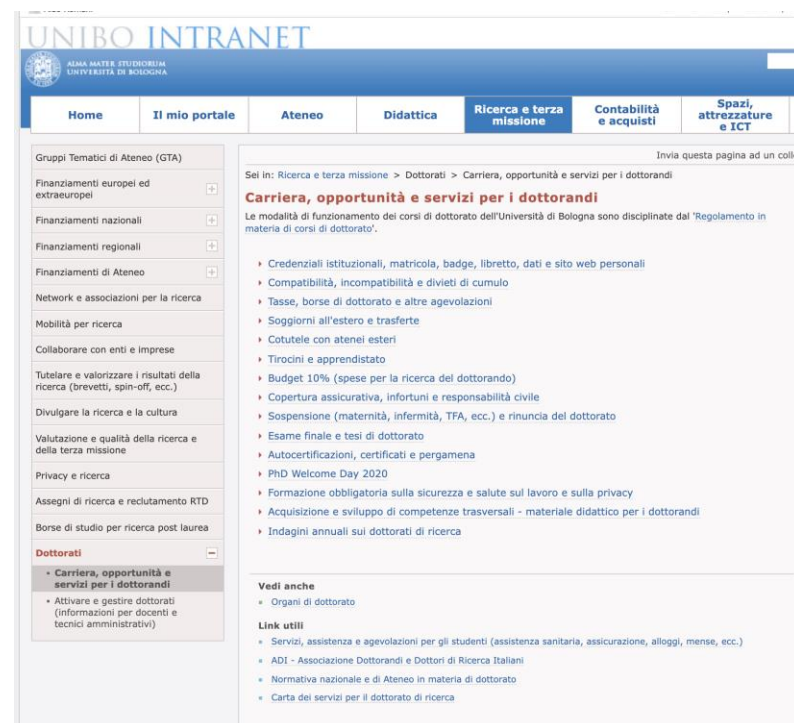 UNIBO INTRANET
ALMA MATER STUDIORUM
UNIVERSITÀ DI BOLOGNA
Home
Il mio portale
Ateneo
Didattica
Ricerca e terza
missione
Contabilità
e acquisti
Spazi,
attrezzature
e ICT
Gruppi Tematici di Ateneo (GTA)
Finanziamenti europei ed
extraeuropei
Finanziamenti nazionali
Finanziamenti regionali
Finanziamenti di Ateneo
Network e associazioni per la ricerca
Mobilità per ricerca
Collaborare con enti e imprese
Tutelare e valorizzare i risultati della
ricerca (brevetti, spin-off, ecc.)
Divulgare la ricerca e la cultura
Valutazione e qualità della ricerca e
della terza missione
Privacy e ricerca
Assegni di ricerca e reclutamento RTD
Borse di studio per ricerca post laurea
Dottorati
Carriera, opportunità e
servizi per i dottorandi
Attivare e gestire dottorati
(informazioni per docenti e
tecnici amministrativi)
Invia questa pagina ad un
Sei in: Ricerca e terza missione > Dottorati > Carriera, opportunità e servizi per i dottorandi
Carriera, opportunità e servizi per i dottorandi
Le modalità di funzionamento dei corsi di dottorato dell'Università di Bologna sono disciplinate dal 'Regolamento in
materia di corsi di dottorato'.
Credenziali istituzionali, matricola, badge, libretto, dati e sito web personali
Compatibilità, incompatibilità e divieti di cumulo
Tasse, borse di dottorato e altre agevolazioni
Soggiorni all'estero e trasferte
Cotutele con atenei esteri
Tirocini e apprendistato
Budget 10% (spese per la ricerca del dottorando)
Copertura assicurativa, infortuni e responsabilità civile
Sospensione (maternità, infermità, TFA, ecc.) e rinuncia del dottorato
Esame finale e tesi di dottorato
Autocertificazioni, certificati e pergamena
PhD Welcome Day 2020
Formazione obbligatoria sulla sicurezza e salute sul lavoro e sulla privacy
Acquisizione e sviluppo di competenze trasversali - materiale didattico per i dottorandi
Indagini annuali sui dottorati di ricerca
Vedi anche
Organi di dottorato
Link utili
Servizi, assistenza e agevolazioni per gli studenti (assistenza sanitaria, assicurazione, alloggi, mense, ecc.)
ADI - Associazione Dottorandi e Dottori di Ricerca Italiani
Normativa nazionale e di Ateneo in materia di dottorato
Carta dei servizi per il dottorato di ricerca